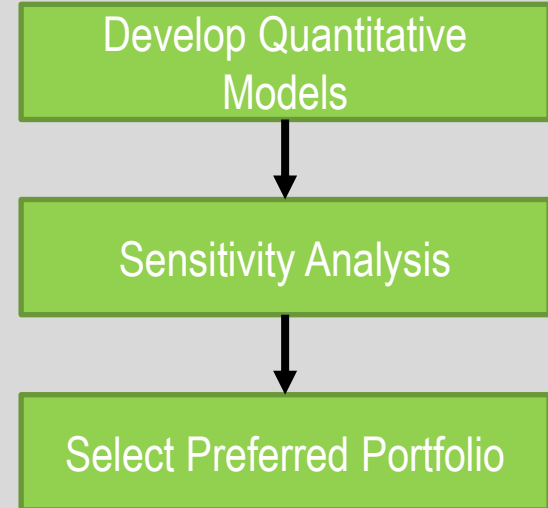 Develop Quantitative
Models
Sensitivity Analysis
Select Preferred Portfolio